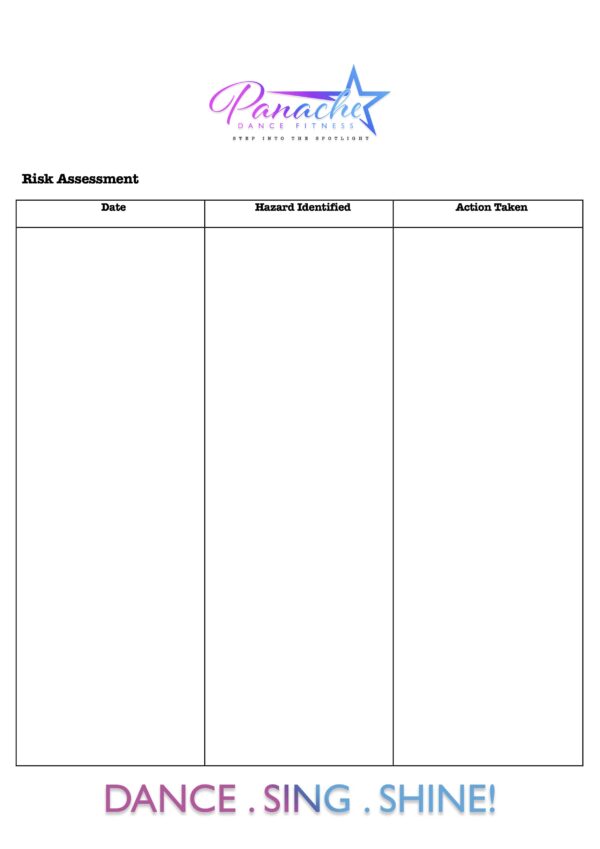 Panache
DANCE FITNESS
STEP INTO THE SPOTLIGHT
Risk Assessment
Date Hazard Identified Action Taken
DANCE . SING . SHINE!